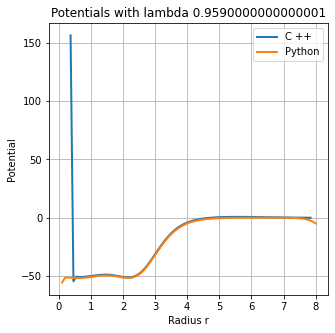 Potentials with lambda 0.9590000000000001
C ++
Python
Potential
150
100
50
0
−50
0 1 2 3 4 5 6 7 8
Radius r